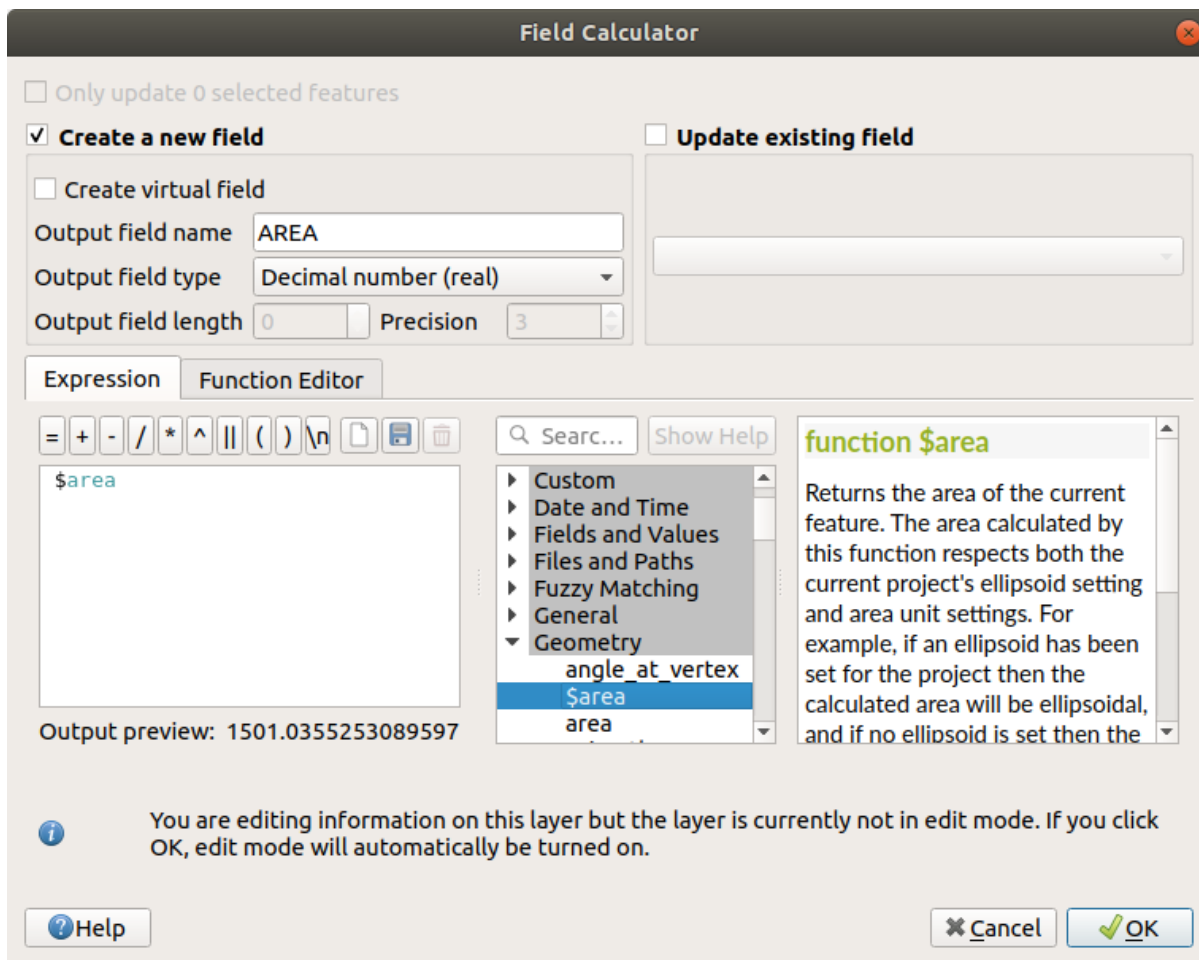 Field Calculator
Only update 0 selected features
Create a new field
Update existing field
Create virtual field
Output field name AREA
Output field type Decimal number (real)
Output field length 0 Precision 3
Expression Function Editor
= + - / * ^ || ( ) \n
Searc... Show Help
$area
Output preview: 1501.0355253089597
Custom
Date and Time
Fields and Values
Files and Paths
Fuzzy Matching
General
Geometry
angle_at_vertex
$area
area
function $area
Returns the area of the current
feature. The area calculated by
this function respects both the
current project's ellipsoid setting
and area unit settings. For
example, if an ellipsoid has been
set for the project then the
calculated area will be ellipsoidal,
and if no ellipsoid is set then the
You are editing information on this layer but the layer is currently not in edit mode. If you click
OK, edit mode will automatically be turned on.
Help
Cancel OK